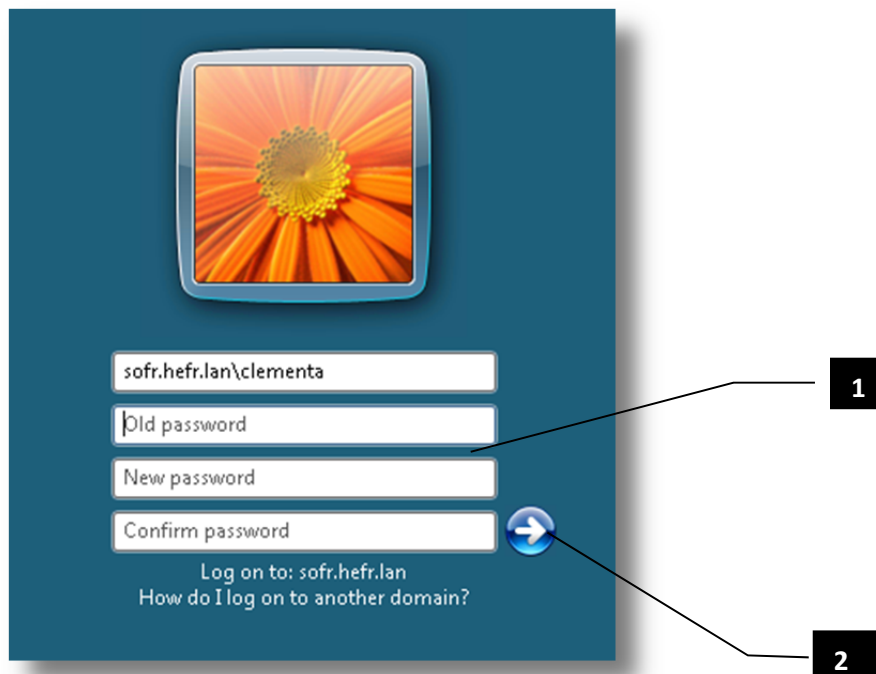 sofr.hefr.lan\clementa
Old password
1
New password
Confirm password
Log on to: sofr.hefr.lan
How do I log on to another domain?
2